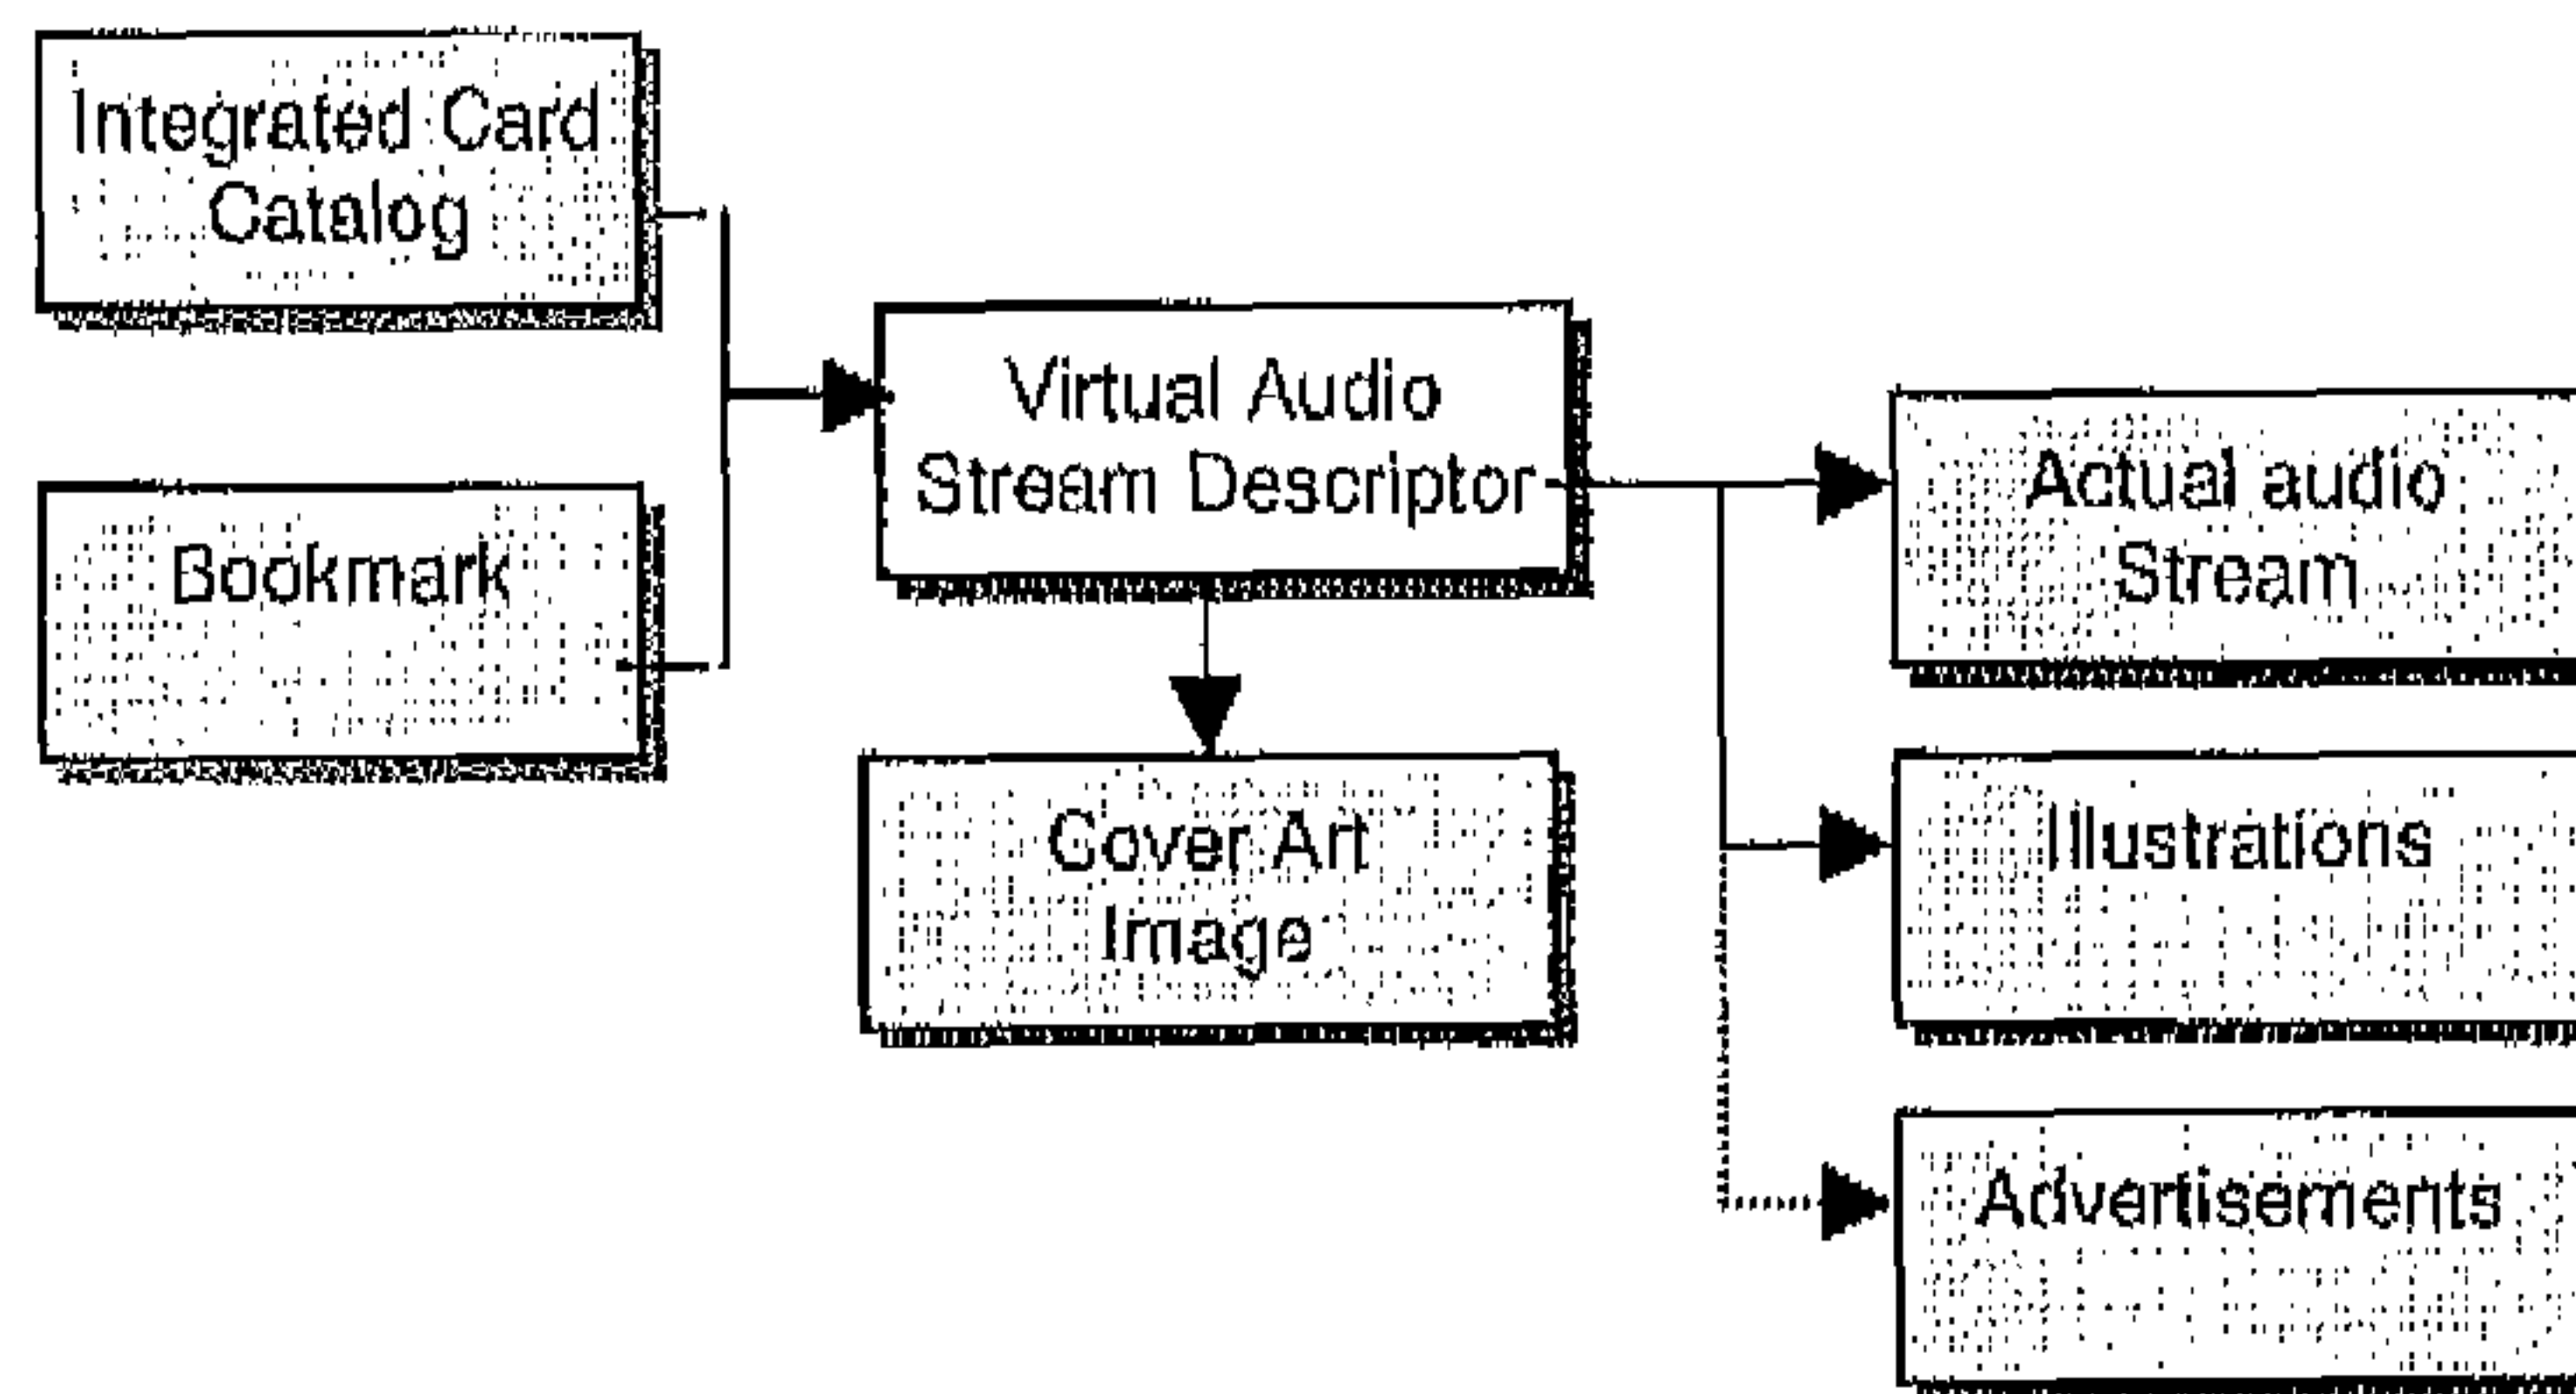 Integrated Card
Catalog
Bookmark
Virtual Audio
Stream Descriptor
Cover Art
Image
Actual audio
Stream
Illustrations
Advertisements